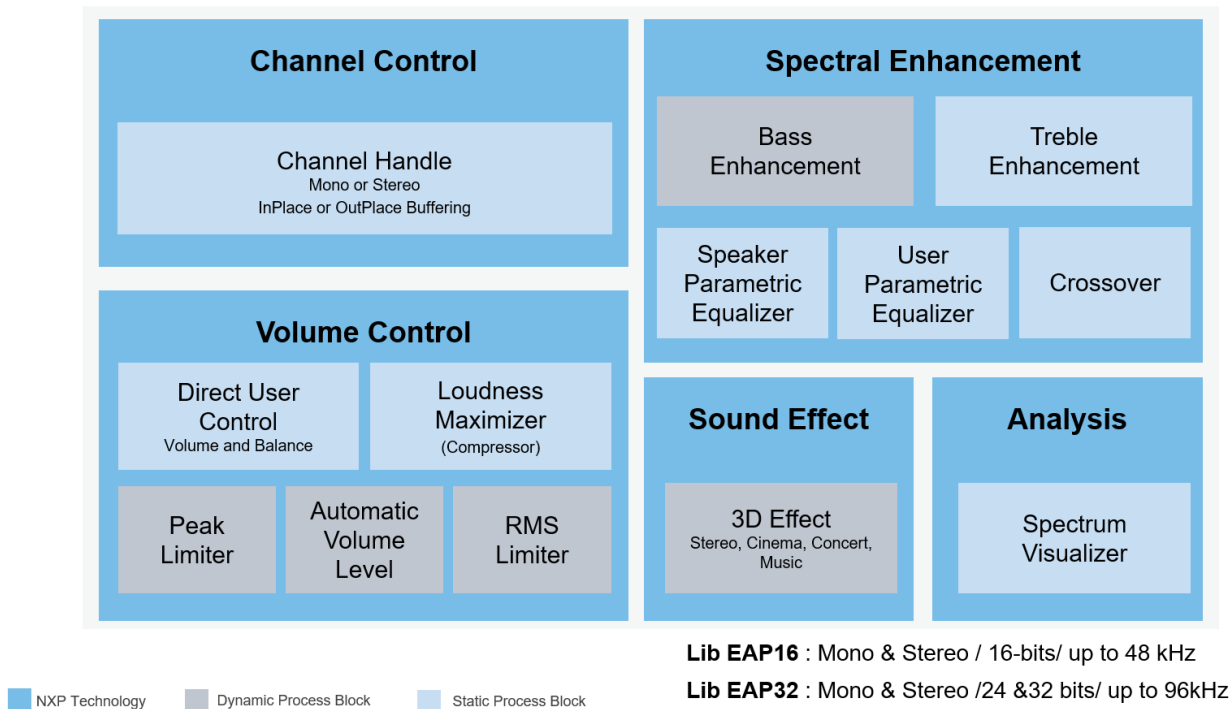 Channel Control
Channel Handle
Mono or Stereo
InPlace or OutPlace Buffering
Spectral Enhancement
Bass
Enhancement
Treble
Enhancement
Speaker
Parametric
Equalizer
User
Parametric
Equalizer
Crossover
Volume Control
Direct User
Control
Volume and Balance
Loudness
Maximizer
(Compressor)
Peak
Limiter
Automatic
Volume
Level
RMS
Limiter
Sound Effect
3D Effect
Stereo, Cinema, Concert,
Music
Analysis
Spectrum
Visualizer
Lib EAP16 : Mono & Stereo / 16-bits/ up to 48 kHz
Lib EAP32 : Mono & Stereo /24 &32 bits/ up to 96kHz
NXP Technology
Dynamic Process Block
Static Process Block